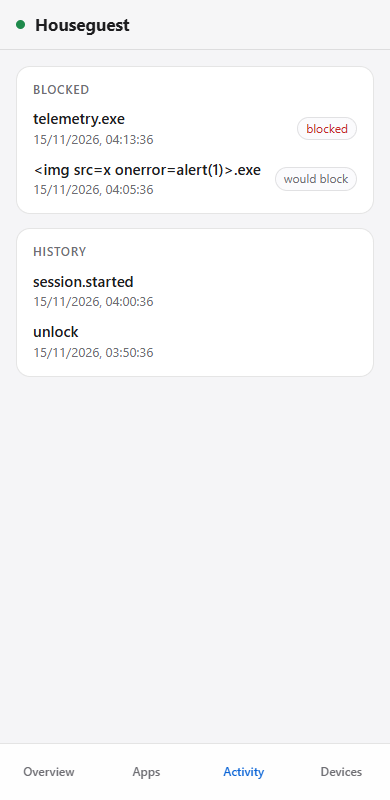 Houseguest
BLOCKED
telemetry.exe
blocked
15/11/2026, 04:13:36
<img src=x onerror=alert(1)>.exe
would block
15/11/2026, 04:05:36
HISTORY
session.started
15/11/2026, 04:00:36
unlock
15/11/2026, 03:50:36
Overview
Apps
Activity
Devices